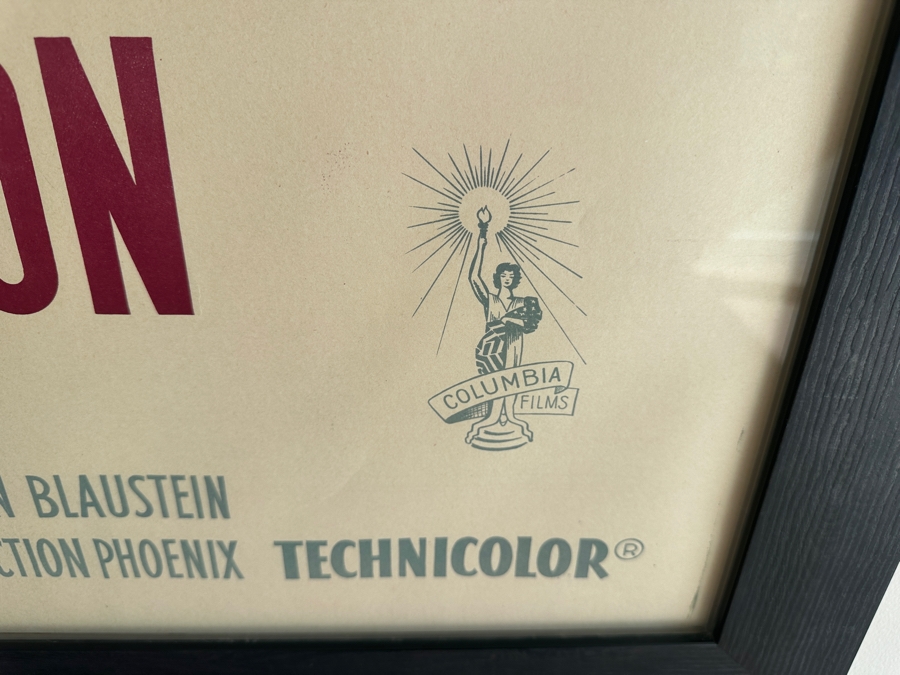 ON
COLUMBIA
FILMS
N BLAUSTEIN
CTION PHOENIX TECHNICOLOR®